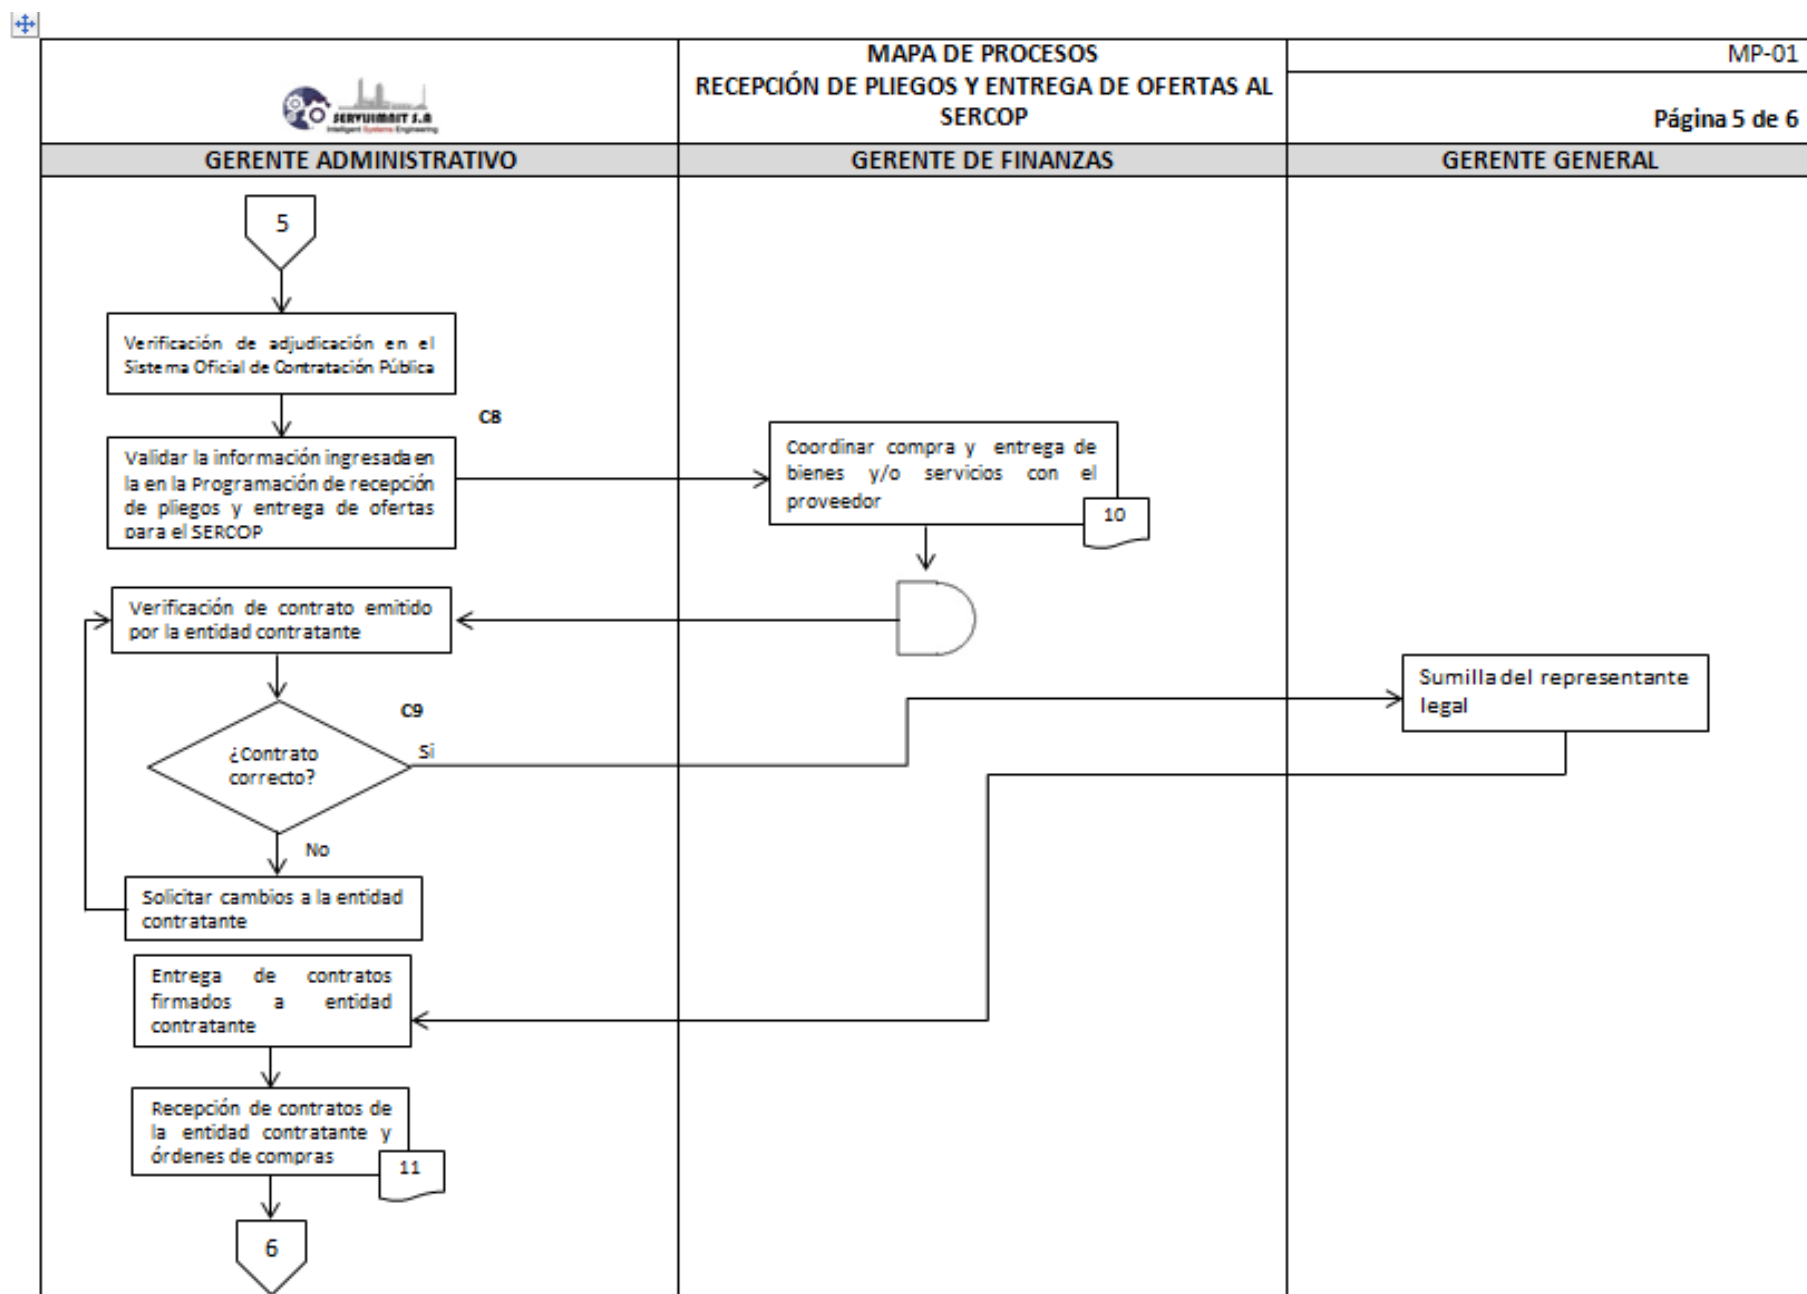 MAPA DE PROCESOS
RECEPCIÓN DE PLIEGOS Y ENTREGA DE OFERTAS AL
SERCOP
MP-01
Página 5 de 6
SERVUIMNIT S.A
Intelligent Systems Engineering
GERENTE ADMINISTRATIVO
GERENTE DE FINANZAS
GERENTE GENERAL
5
Verificación de adjudicación en el
Sistema Oficial de Contratación Pública
C8
Validar la información ingresada en
la en la Programación de recepción
de pliegos y entrega de ofertas
para el SERCOP
Coordinar compra y entrega de
bienes y/o servicios con el
proveedor
10
Verificación de contrato emitido
por la entidad contratante
Sumilla del representante
legal
C9
¿Contrato
correcto?
Si
No
Solicitar cambios a la entidad
contratante
Entrega de contratos
firmados a entidad
contratante
Recepción de contratos de
la entidad contratante y
órdenes de compras
11
6